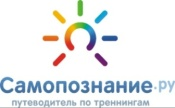 Самопознание.ру
путеводитель по тренингам